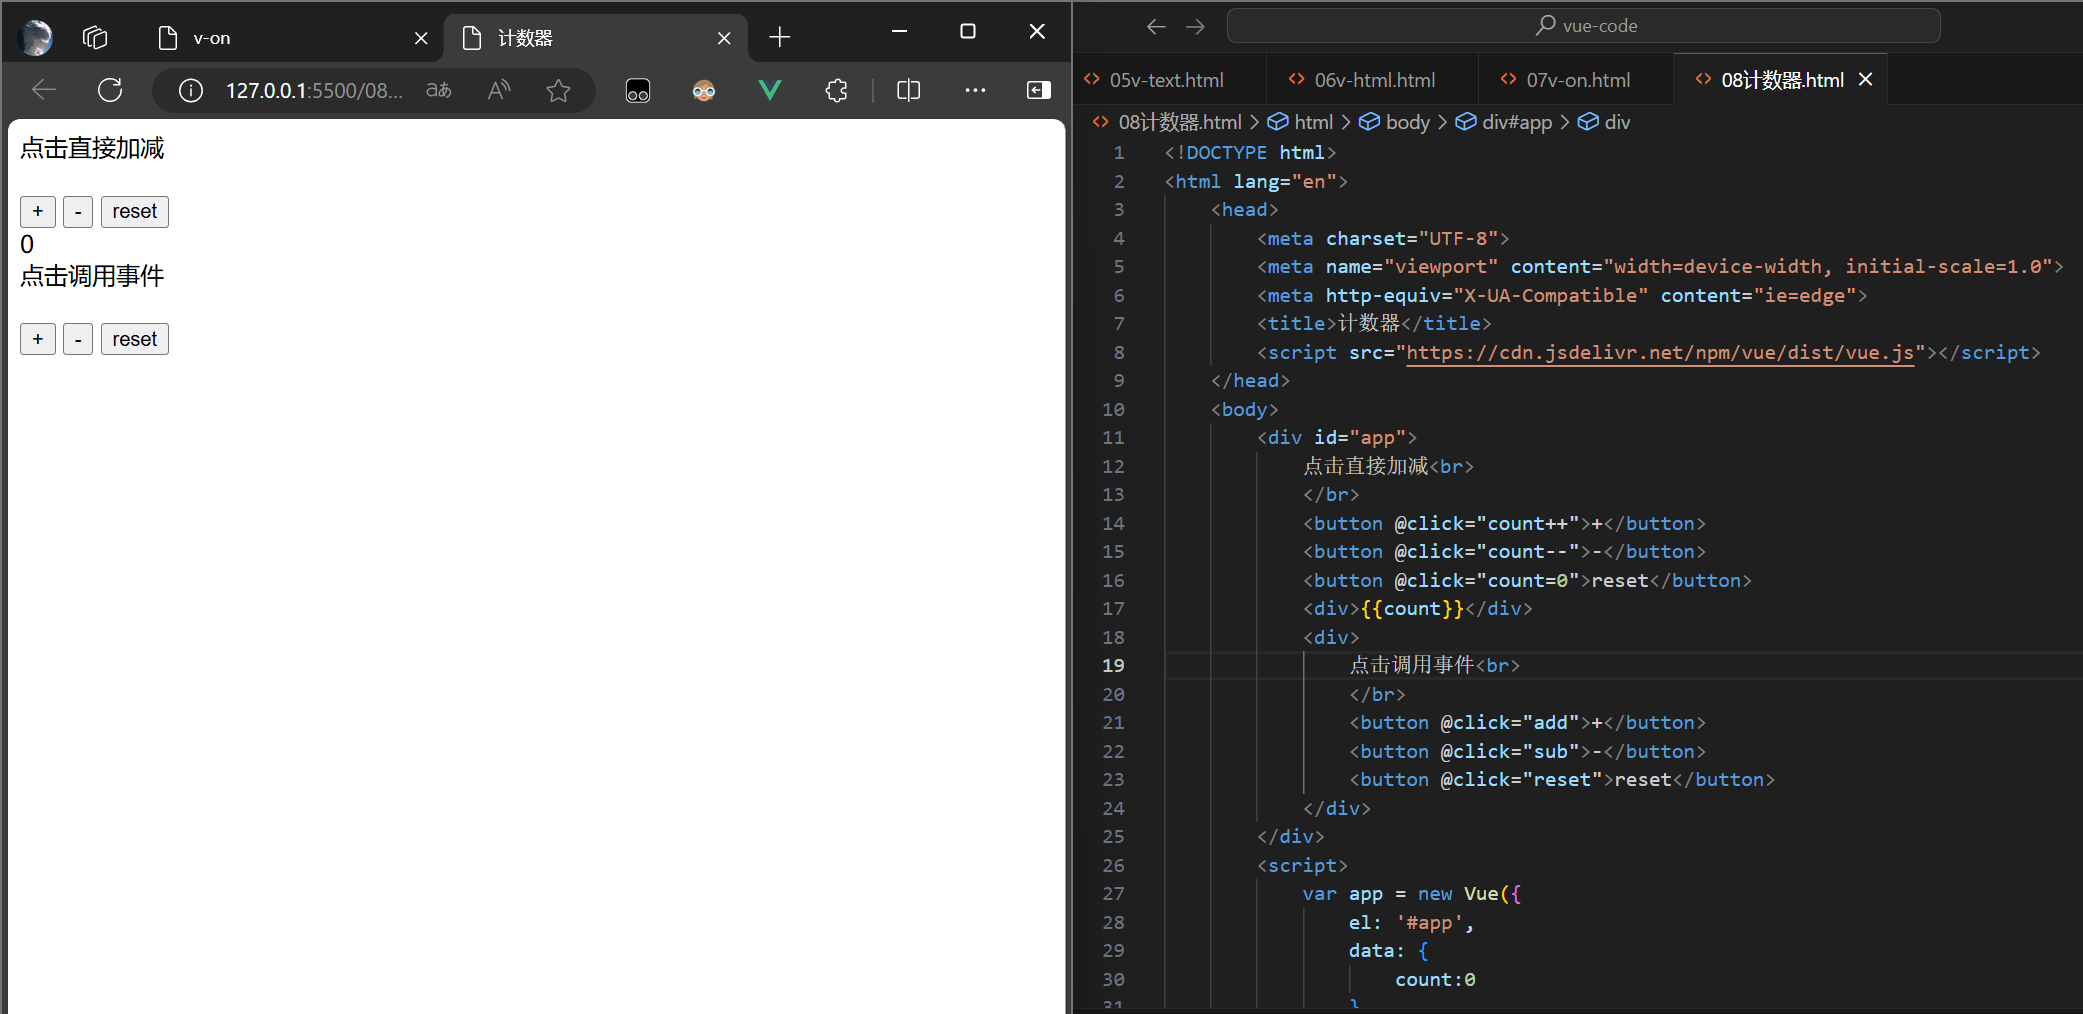 v-on
计数器
127.0.0.1:5500/08...
aあ
A
点击直接加减
+ - reset
0
点击调用事件
+ - reset
vue-code
05v-text.html 06v-html.html 07v-on.html 08计数器.html
08计数器.html > html > body > div#app > div
1 <!DOCTYPE html>
2 <html lang="en">
3 <head>
4 <meta charset="UTF-8">
5 <meta name="viewport" content="width=device-width, initial-scale=1.0">
6 <meta http-equiv="X-UA-Compatible" content="ie=edge">
7 <title>计数器</title>
8 <script src="https://cdn.jsdelivr.net/npm/vue/dist/vue.js"></script>
9 </head>
10 <body>
11 <div id="app">
12 点击直接加减<br>
13 </br>
14 <button @click="count++">+</button>
15 <button @click="count--">-</button>
16 <button @click="count=0">reset</button>
17 <div>{{count}}</div>
18 <div>
19 点击调用事件<br>
20 </br>
21 <button @click="add">+</button>
22 <button @click="sub">-</button>
23 <button @click="reset">reset</button>
24 </div>
25 </div>
26 <script>
27 var app = new Vue({
28 el: '#app',
29 data: {
30 count:0
31 }